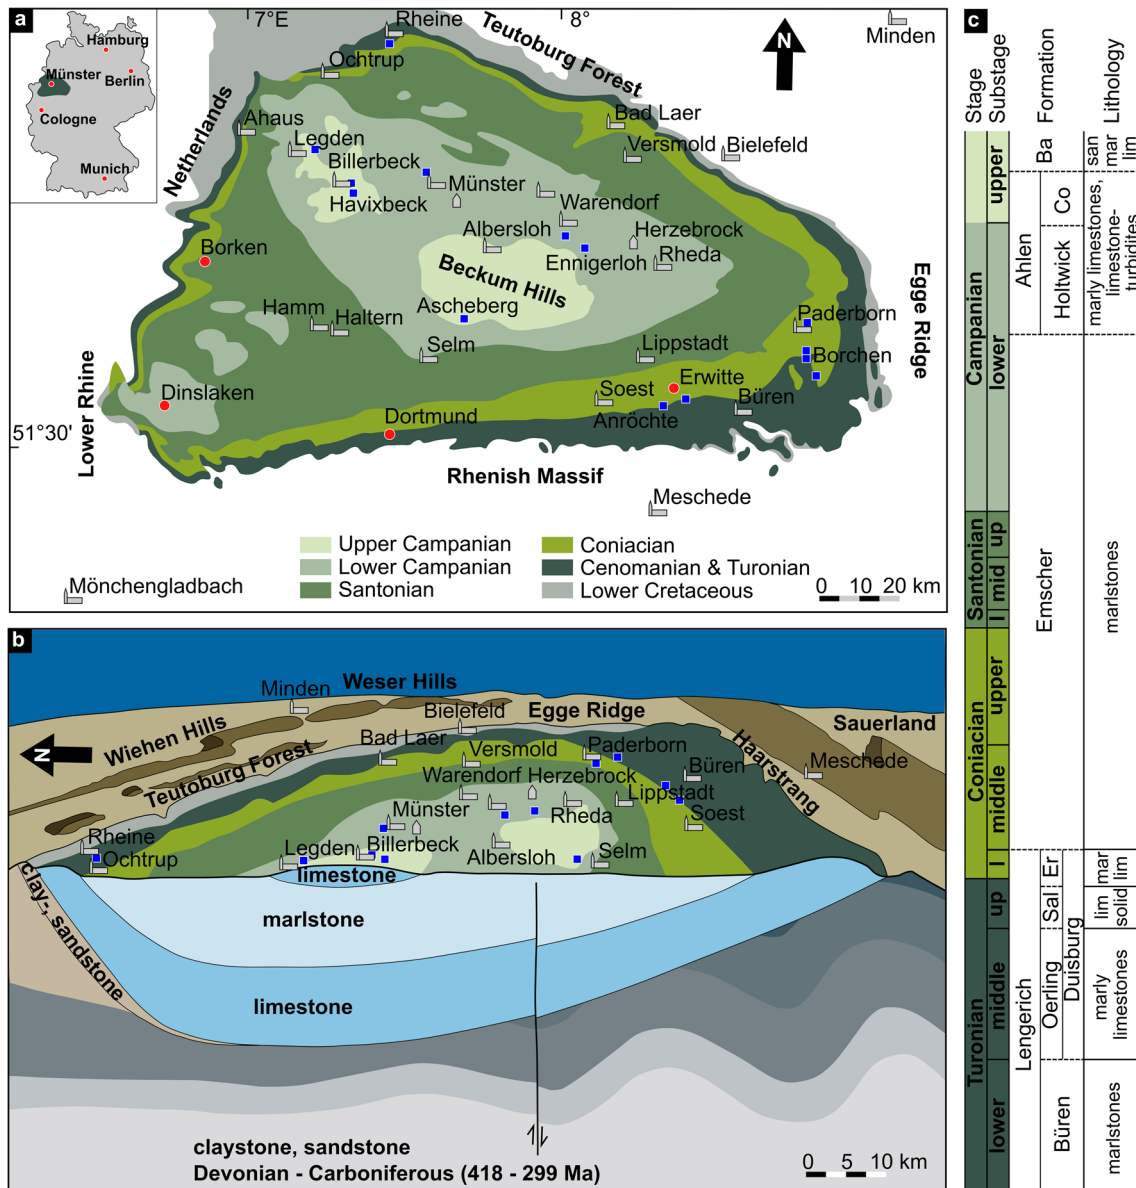 a
7°E
8°
Rheine
Teutoburg Forest
Minden
N
Ochtrup
Hamburg
Münster
Berlin
Cologne
Munich
Netherlands
Ahaus
Legden
Billerbeck
Havixbeck
Münster
Bad Laer
Versmold
Bielefeld
Warendorf
Albersloh
Herzebrock
Ennigerloh
Rheda
Borken
Beckum Hills
Ascheberg
Hamm
Haltern
Selm
Lippstadt
Paderborn
Borchen
Egge Ridge
Lower Rhine
Dinslaken
Dortmund
Soest
Erwitte
Anröchte
Büren
51°30'
Rhenish Massif
Meschede
Mönchengladbach
Upper Campanian
Lower Campanian
Santonian
Coniacian
Cenomanian & Turonian
Lower Cretaceous
0 10 20 km
b
N
Minden
Weser Hills
Wiehen Hills
Bielefeld
Egge Ridge
Sauerland
Teutoburg Forest
Bad Laer
Versmold
Paderborn
Haarstrang
Meschede
Büren
Warendorf
Herzebrock
Lippstadt
Münster
Rheda
Soest
Rheine
Ochtrup
Legden
Billerbeck
Albersloh
Selm
limestone
clay-, sandstone
marlstone
limestone
claystone, sandstone
Devonian - Carboniferous (418 - 299 Ma)
0 5 10 km
c
Stage
Substage
Formation
Lithology
Campanian
Santonian
Coniacian
Turonian
upper
lower
up
mid
l
upper
middle
l
up
middle
lower
Ba
Ahlen
Co
Holtwick
Emscher
Lengerich
Er
Sal
Oerling
Duisburg
Büren
san
mar
lim
marly limestones,
limestone-
turbidites
marlstones
mar
lim
lim
solid
marly
limestones
marlstones